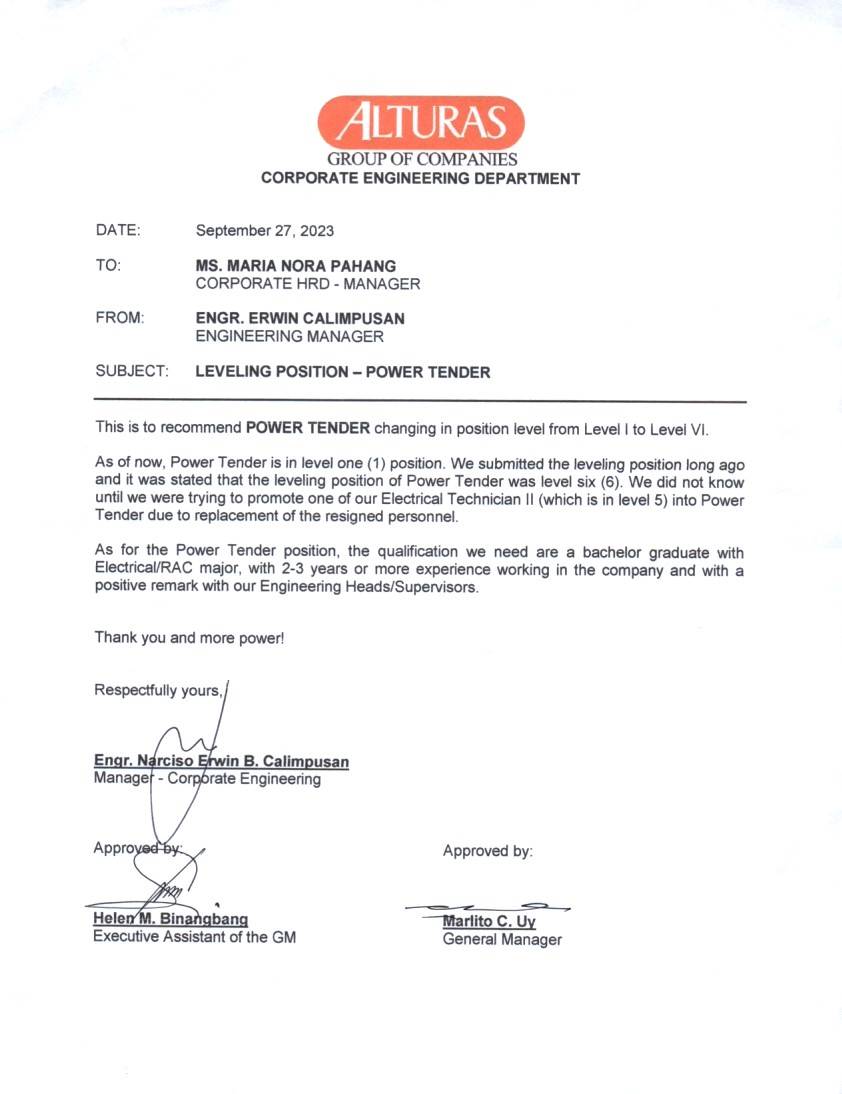 ALTURAS
GROUP OF COMPANIES
CORPORATE ENGINEERING DEPARTMENT
DATE: September 27, 2023
TO: MS. MARIA NORA PAHANG
CORPORATE HRD - MANAGER
FROM: ENGR. ERWIN CALIMPUSAN
ENGINEERING MANAGER
SUBJECT: LEVELING POSITION – POWER TENDER
This is to recommend POWER TENDER changing in position level from Level I to Level VI.
As of now, Power Tender is in level one (1) position. We submitted the leveling position long ago
and it was stated that the leveling position of Power Tender was level six (6). We did not know
until we were trying to promote one of our Electrical Technician II (which is in level 5) into Power
Tender due to replacement of the resigned personnel.
As for the Power Tender position, the qualification we need are a bachelor graduate with
Electrical/RAC major, with 2-3 years or more experience working in the company and with a
positive remark with our Engineering Heads/Supervisors.
Thank you and more power!
Respectfully yours,
Engr. Narciso Erwin B. Calimpusan
Manager - Corporate Engineering
Approved by: Approved by:
Helen M. Binangbang Marlito C. Uy
Executive Assistant of the GM General Manager